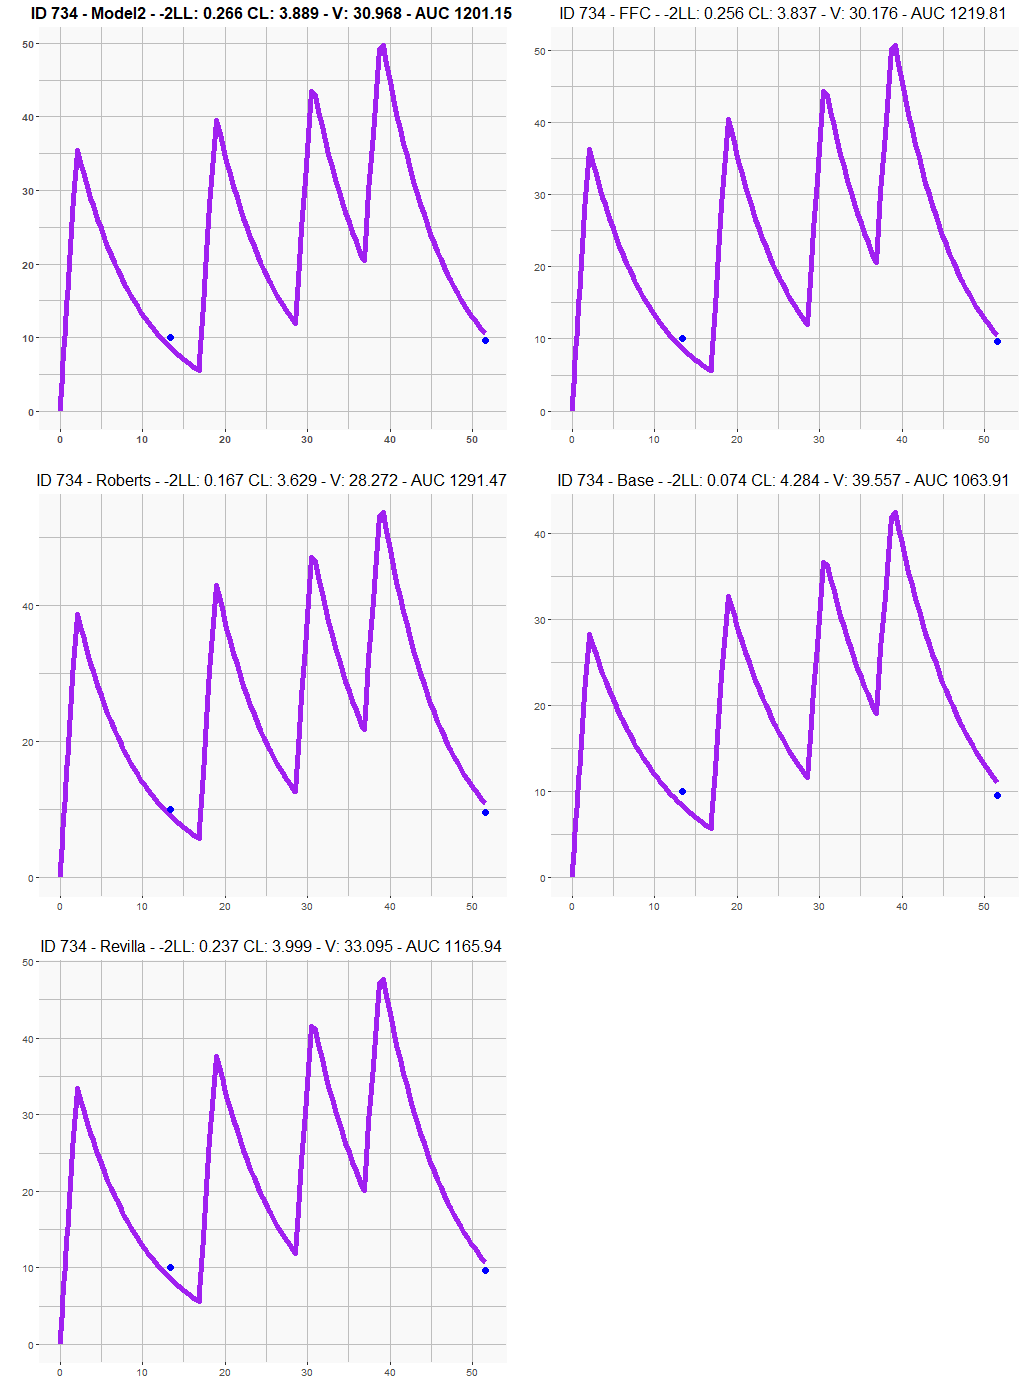 ID 734 - Model2 - -2LL: 0.266 CL: 3.889 - V: 30.968 - AUC 1201.15
50
40
30
20
10
0
0 10 20 30 40 50
ID 734 - FFC - -2LL: 0.256 CL: 3.837 - V: 30.176 - AUC 1219.81
50
40
30
20
10
0
0 10 20 30 40 50
ID 734 - Roberts - -2LL: 0.167 CL: 3.629 - V: 28.272 - AUC 1291.47
40
20
0
0 10 20 30 40 50
ID 734 - Base - -2LL: 0.074 CL: 4.284 - V: 39.557 - AUC 1063.91
40
30
20
10
0
0 10 20 30 40 50
ID 734 - Revilla - -2LL: 0.237 CL: 3.999 - V: 33.095 - AUC 1165.94
50
40
30
20
10
0
0 10 20 30 40 50